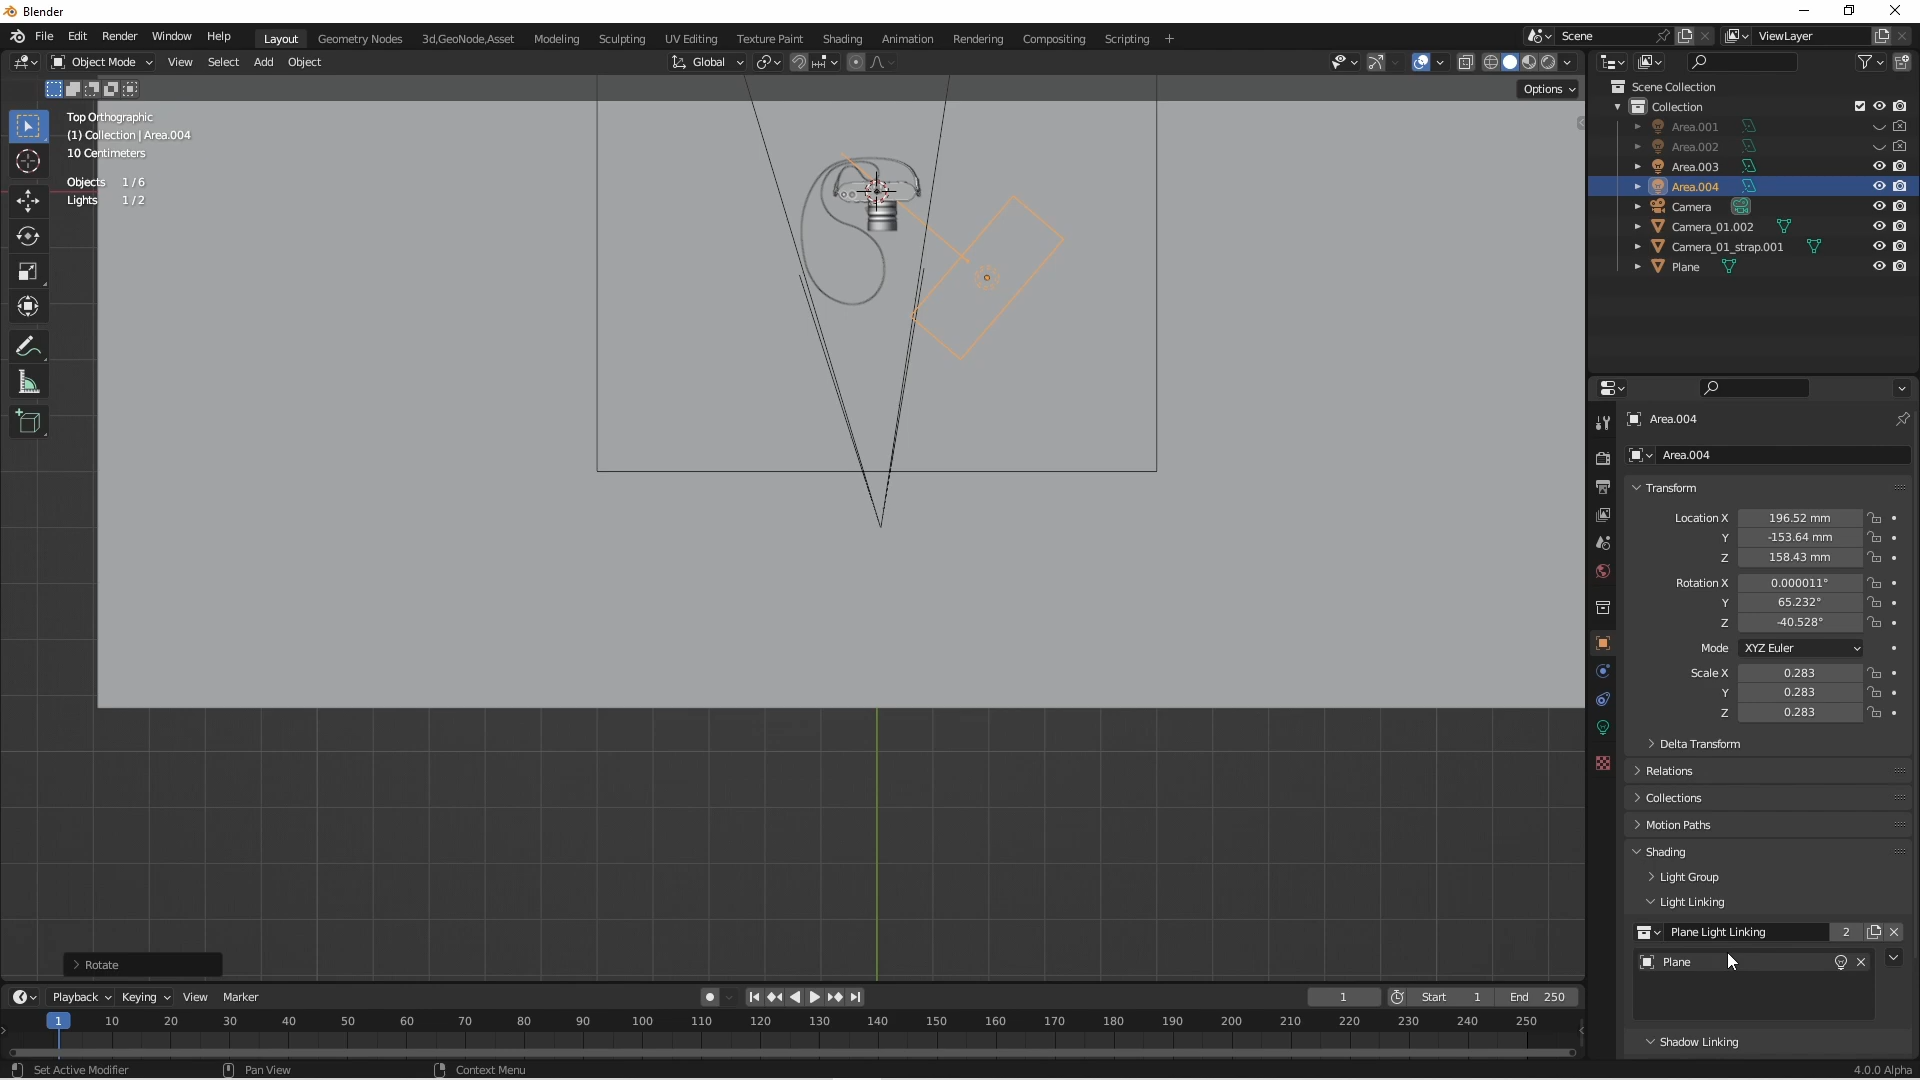 Blender
File Edit Render Window Help Layout Geometry Nodes 3d,GeoNode,Asset Modeling Sculpting UV Editing Texture Paint Shading Animation Rendering Compositing Scripting + Scene ViewLayer
Object Mode View Select Add Object Global
Options
Top Orthographic
(1) Collection | Area.004
10 Centimeters
Objects 1/6
Lights 1/2
Scene Collection
Collection
Area.001
Area.002
Area.003
Area.004
Camera
Camera_01.002
Camera_01_strap.001
Plane
Area.004
Area.004
Transform
Location X 196.52 mm
Y -153.64 mm
Z 158.43 mm
Rotation X 0.000011°
Y 65.232°
Z -40.528°
Mode XYZ Euler
Scale X 0.283
Y 0.283
Z 0.283
Delta Transform
Relations
Collections
Motion Paths
Shading
Light Group
Light Linking
Plane Light Linking 2
Plane
Shadow Linking
Rotate
Playback Keying View Marker 1 Start 1 End 250
1 10 20 30 40 50 60 70 80 90 100 110 120 130 140 150 160 170 180 190 200 210 220 230 240 250
Set Active Modifier Pan View Context Menu 4.0.0 Alpha